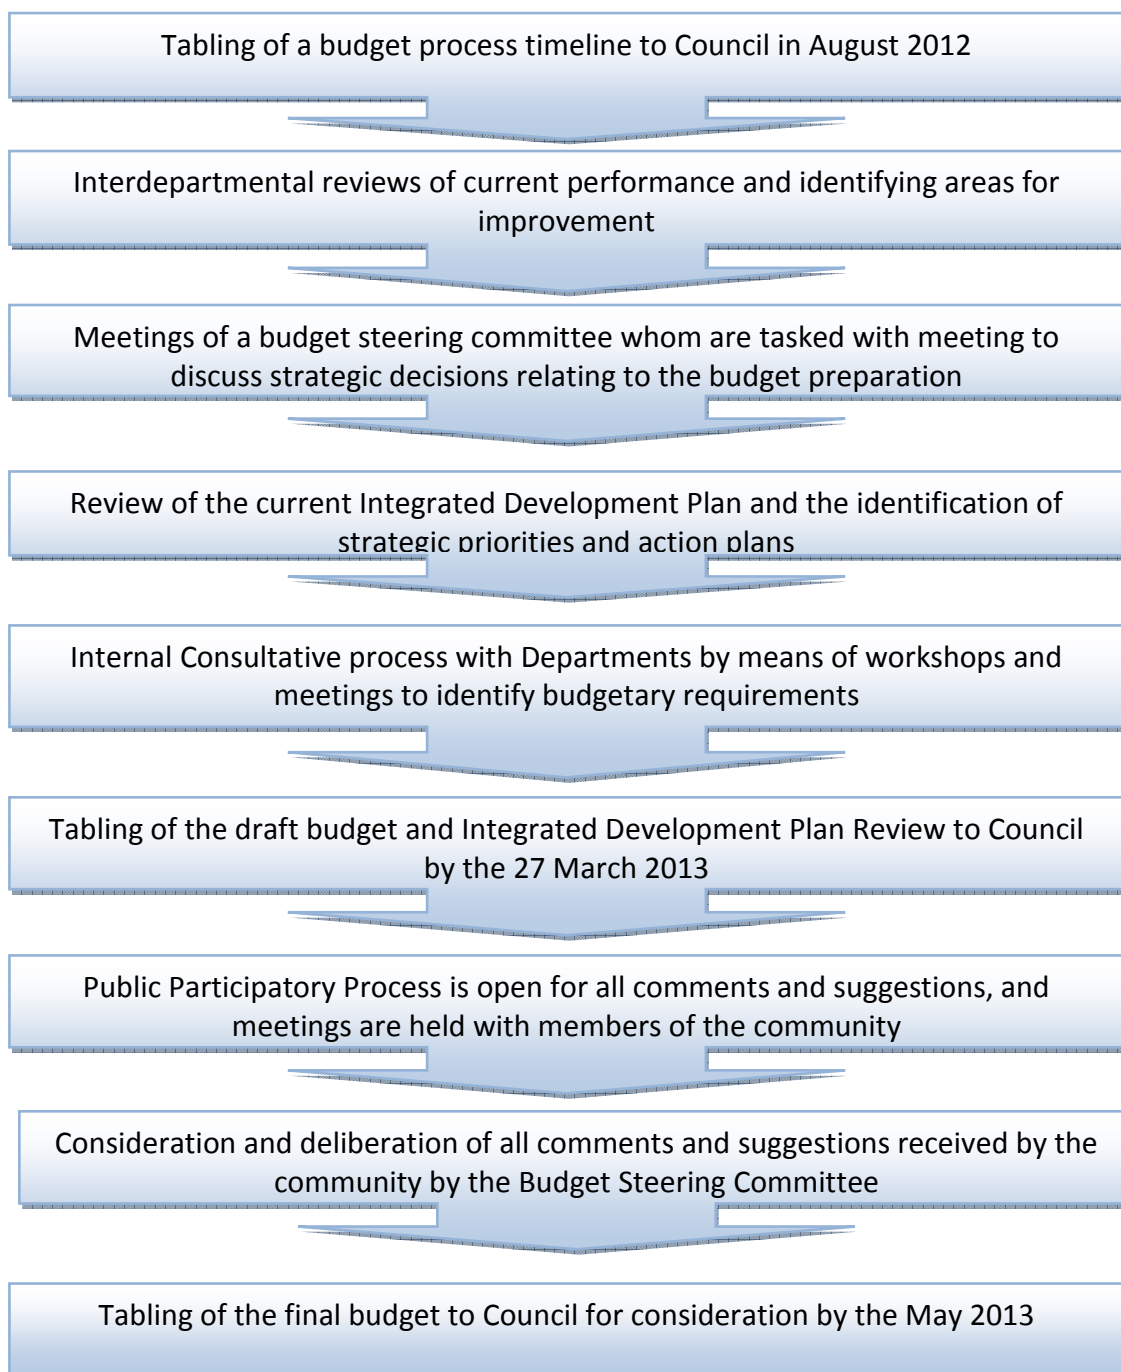 Tabling of a budget process timeline to Council in August 2012
Interdepartmental reviews of current performance and identifying areas for
improvement
Meetings of a budget steering committee whom are tasked with meeting to
discuss strategic decisions relating to the budget preparation
Review of the current Integrated Development Plan and the identification of
strategic priorities and action plans
Internal Consultative process with Departments by means of workshops and
meetings to identify budgetary requirements
Tabling of the draft budget and Integrated Development Plan Review to Council
by the 27 March 2013
Public Participatory Process is open for all comments and suggestions, and
meetings are held with members of the community
Consideration and deliberation of all comments and suggestions received by the
community by the Budget Steering Committee
Tabling of the final budget to Council for consideration by the May 2013